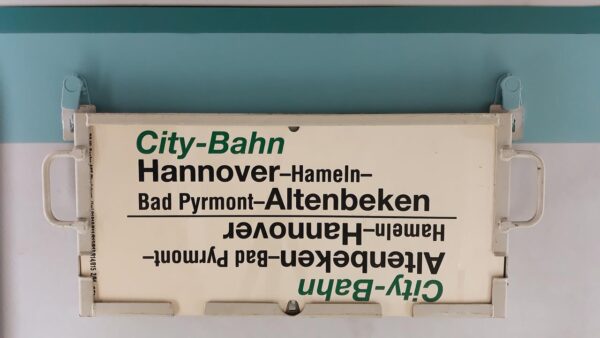 City-Bahn
Hannover–Hameln–
Bad Pyrmont–Altenbeken
City-Bahn
Altenbeken–Bad Pyrmont–
Hameln–Hannover